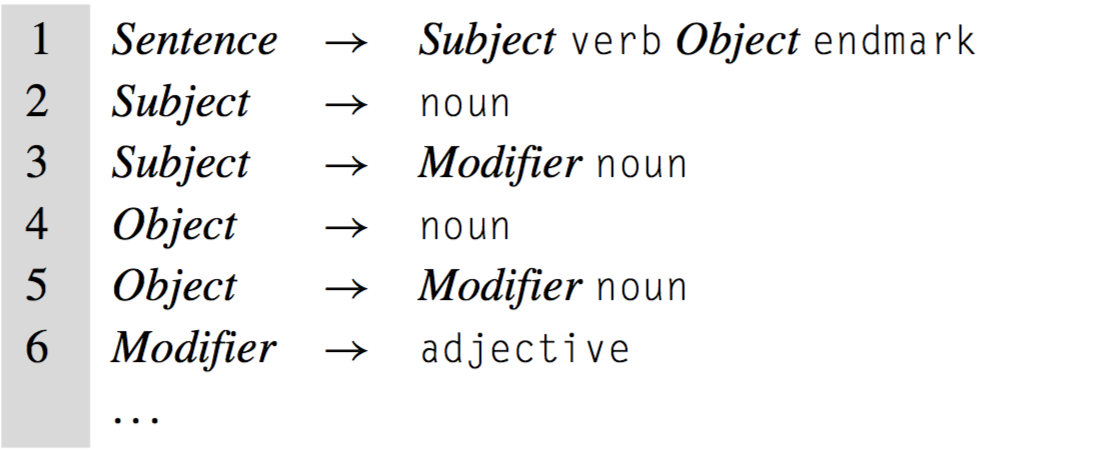 1 Sentence → Subject verb Object endmark
2 Subject → noun
3 Subject → Modifier noun
4 Object → noun
5 Object → Modifier noun
6 Modifier → adjective
...